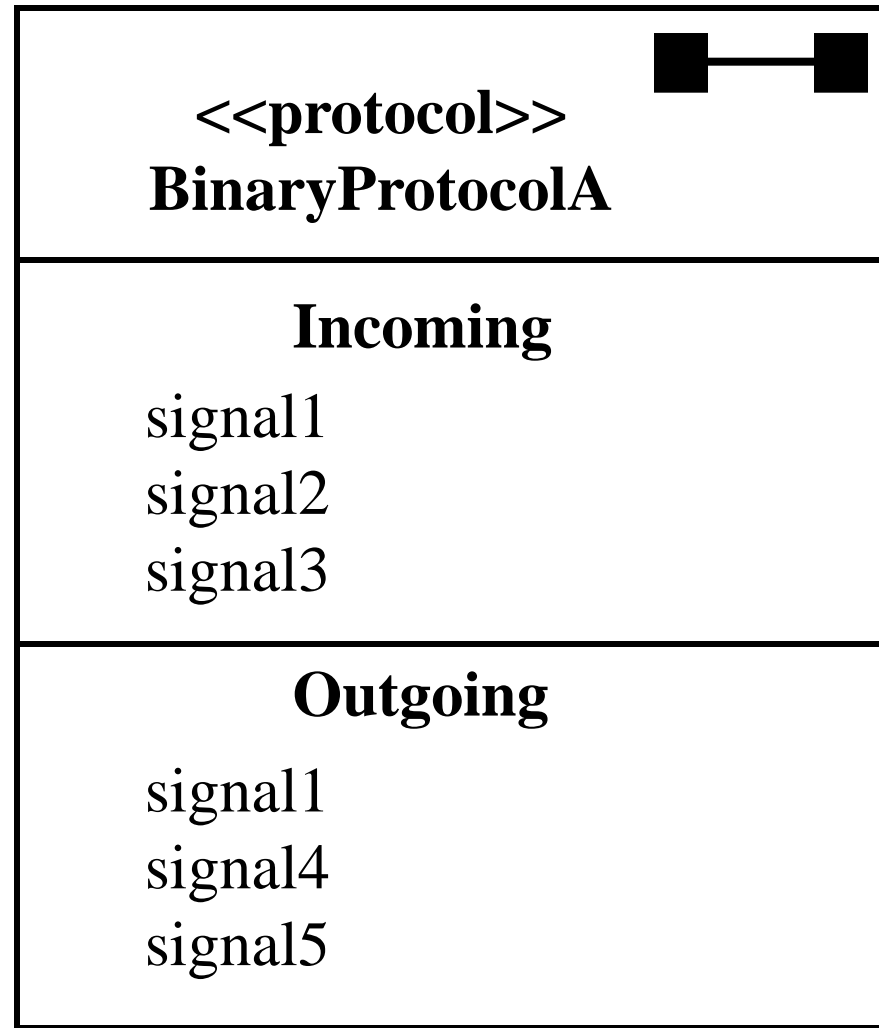 <<protocol>>
BinaryProtocolA
Incoming
signal1
signal2
signal3
Outgoing
signal1
signal4
signal5